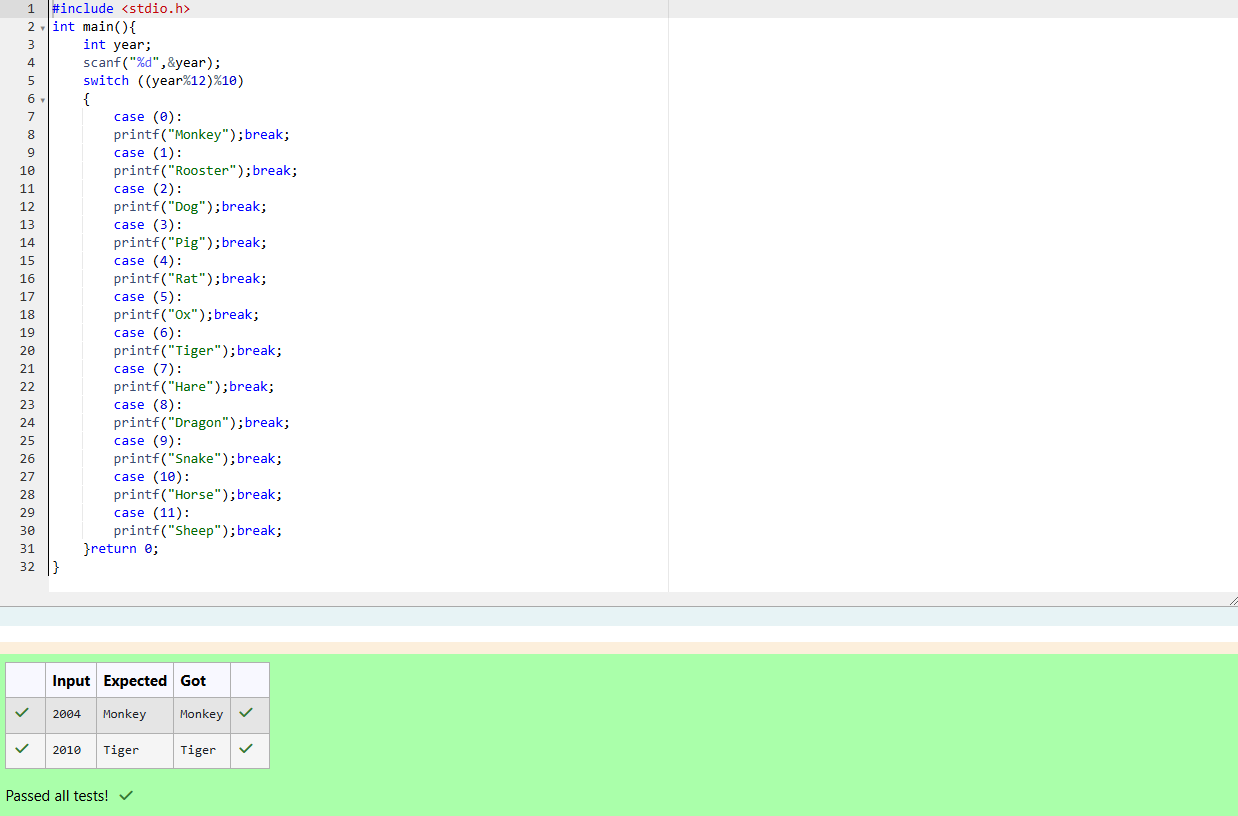 1 #include <stdio.h>
2 int main(){
3 int year;
4 scanf("%d",&year);
5 switch ((year%12)%10)
6 {
7 case (0):
8 printf("Monkey");break;
9 case (1):
10 printf("Rooster");break;
11 case (2):
12 printf("Dog");break;
13 case (3):
14 printf("Pig");break;
15 case (4):
16 printf("Rat");break;
17 case (5):
18 printf("Ox");break;
19 case (6):
20 printf("Tiger");break;
21 case (7):
22 printf("Hare");break;
23 case (8):
24 printf("Dragon");break;
25 case (9):
26 printf("Snake");break;
27 case (10):
28 printf("Horse");break;
29 case (11):
30 printf("Sheep");break;
31 }return 0;
32 }
Input Expected Got
2004 Monkey Monkey
2010 Tiger Tiger
Passed all tests!